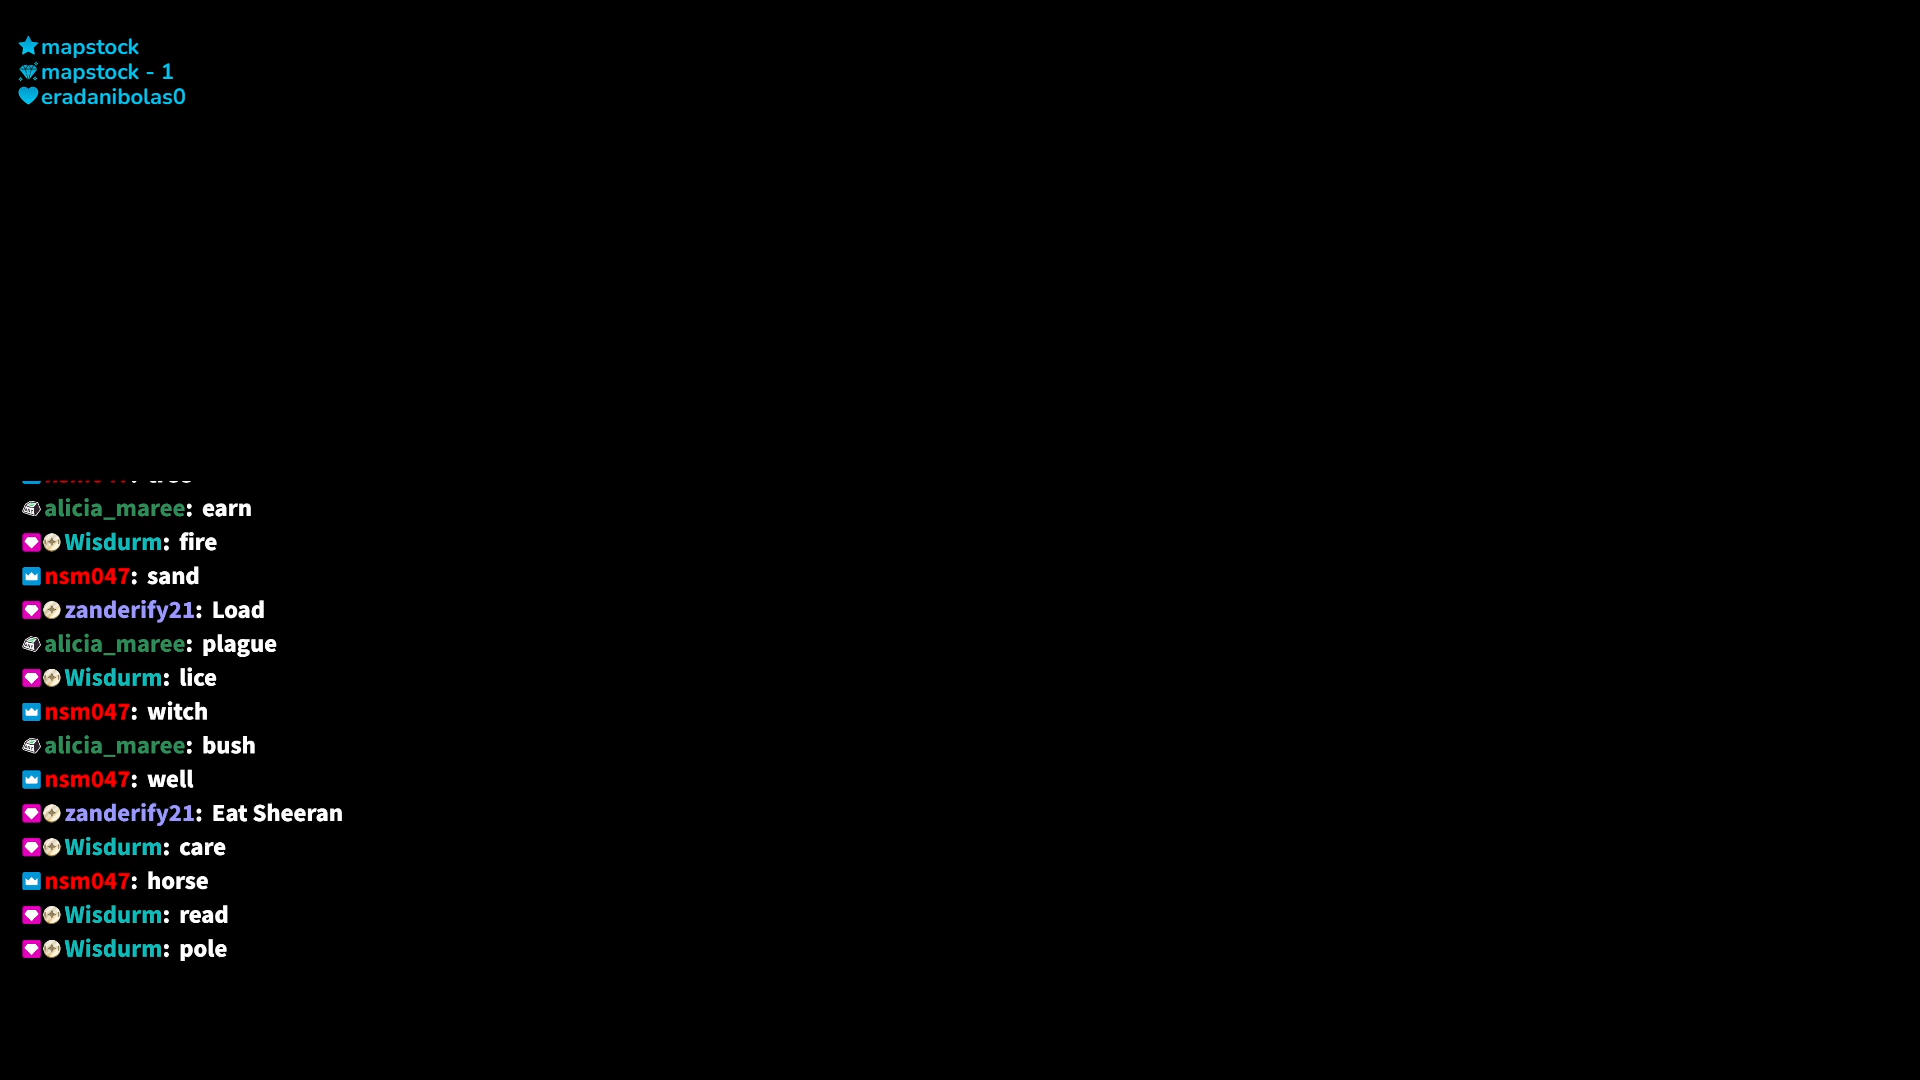 mapstock
mapstock - 1
eradanibolas0
alicia_maree: earn
Wisdurm: fire
nsm047: sand
zanderify21: Load
alicia_maree: plague
Wisdurm: lice
nsm047: witch
alicia_maree: bush
nsm047: well
zanderify21: Eat Sheeran
Wisdurm: care
nsm047: horse
Wisdurm: read
Wisdurm: pole